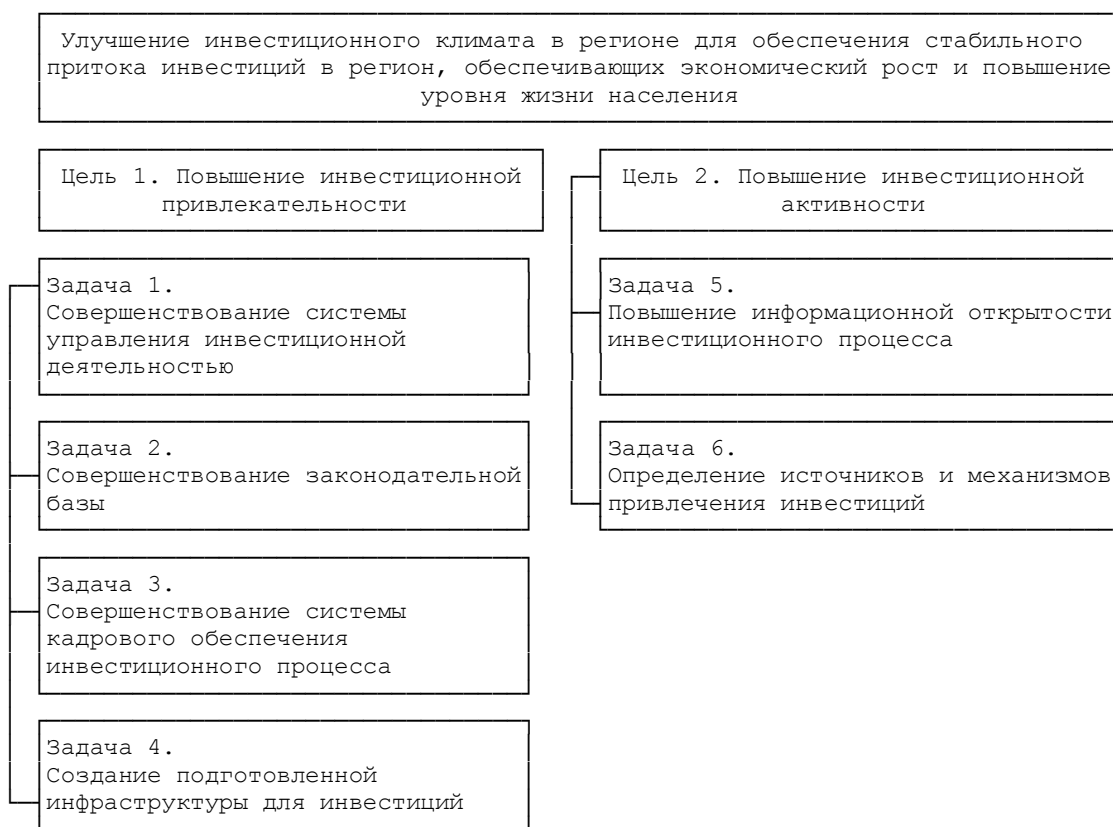 Улучшение инвестиционного климата в регионе для обеспечения стабильного
притока инвестиций в регион, обеспечивающих экономический рост и повышение
уровня жизни населения
Цель 1. Повышение инвестиционной
привлекательности
Задача 1.
Совершенствование системы
управления инвестиционной
деятельностью
Задача 2.
Совершенствование законодательной
базы
Задача 3.
Совершенствование системы
кадрового обеспечения
инвестиционного процесса
Задача 4.
Создание подготовленной
инфраструктуры для инвестиций
Цель 2. Повышение инвестиционной
активности
Задача 5.
Повышение информационной открытости
инвестиционного процесса
Задача 6.
Определение источников и механизмов
привлечения инвестиций